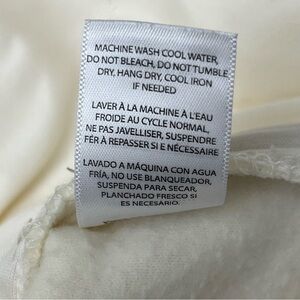 MACHINE WASH COOL WATER,
DO NOT BLEACH, DO NOT TUMBLE
DRY, HANG DRY, COOL IRON
IF NEEDED
LAVER À LA MACHINE À L'EAU
FROIDE AU CYCLE NORMAL,
NE PAS JAVELLISER, SUSPENDRE
FÉR À REPASSER SI E NÉCESSAIRE
LAVADO A MÁQUINA CON AGUA
FRÍA, NO USE BLANQUEADOR,
SUSPENDA PARA SECAR,
PLANCHADO FRESCO SI
ES NECESARIO.